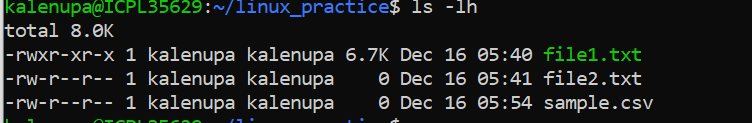 kalenupa@ICPL35629:~/linux_practice$ ls -lh
total 8.0K
-rwxr-xr-x 1 kalenupa kalenupa 6.7K Dec 16 05:40 file1.txt
-rw-r--r-- 1 kalenupa kalenupa    0 Dec 16 05:41 file2.txt
-rw-r--r-- 1 kalenupa kalenupa    0 Dec 16 05:54 sample.csv